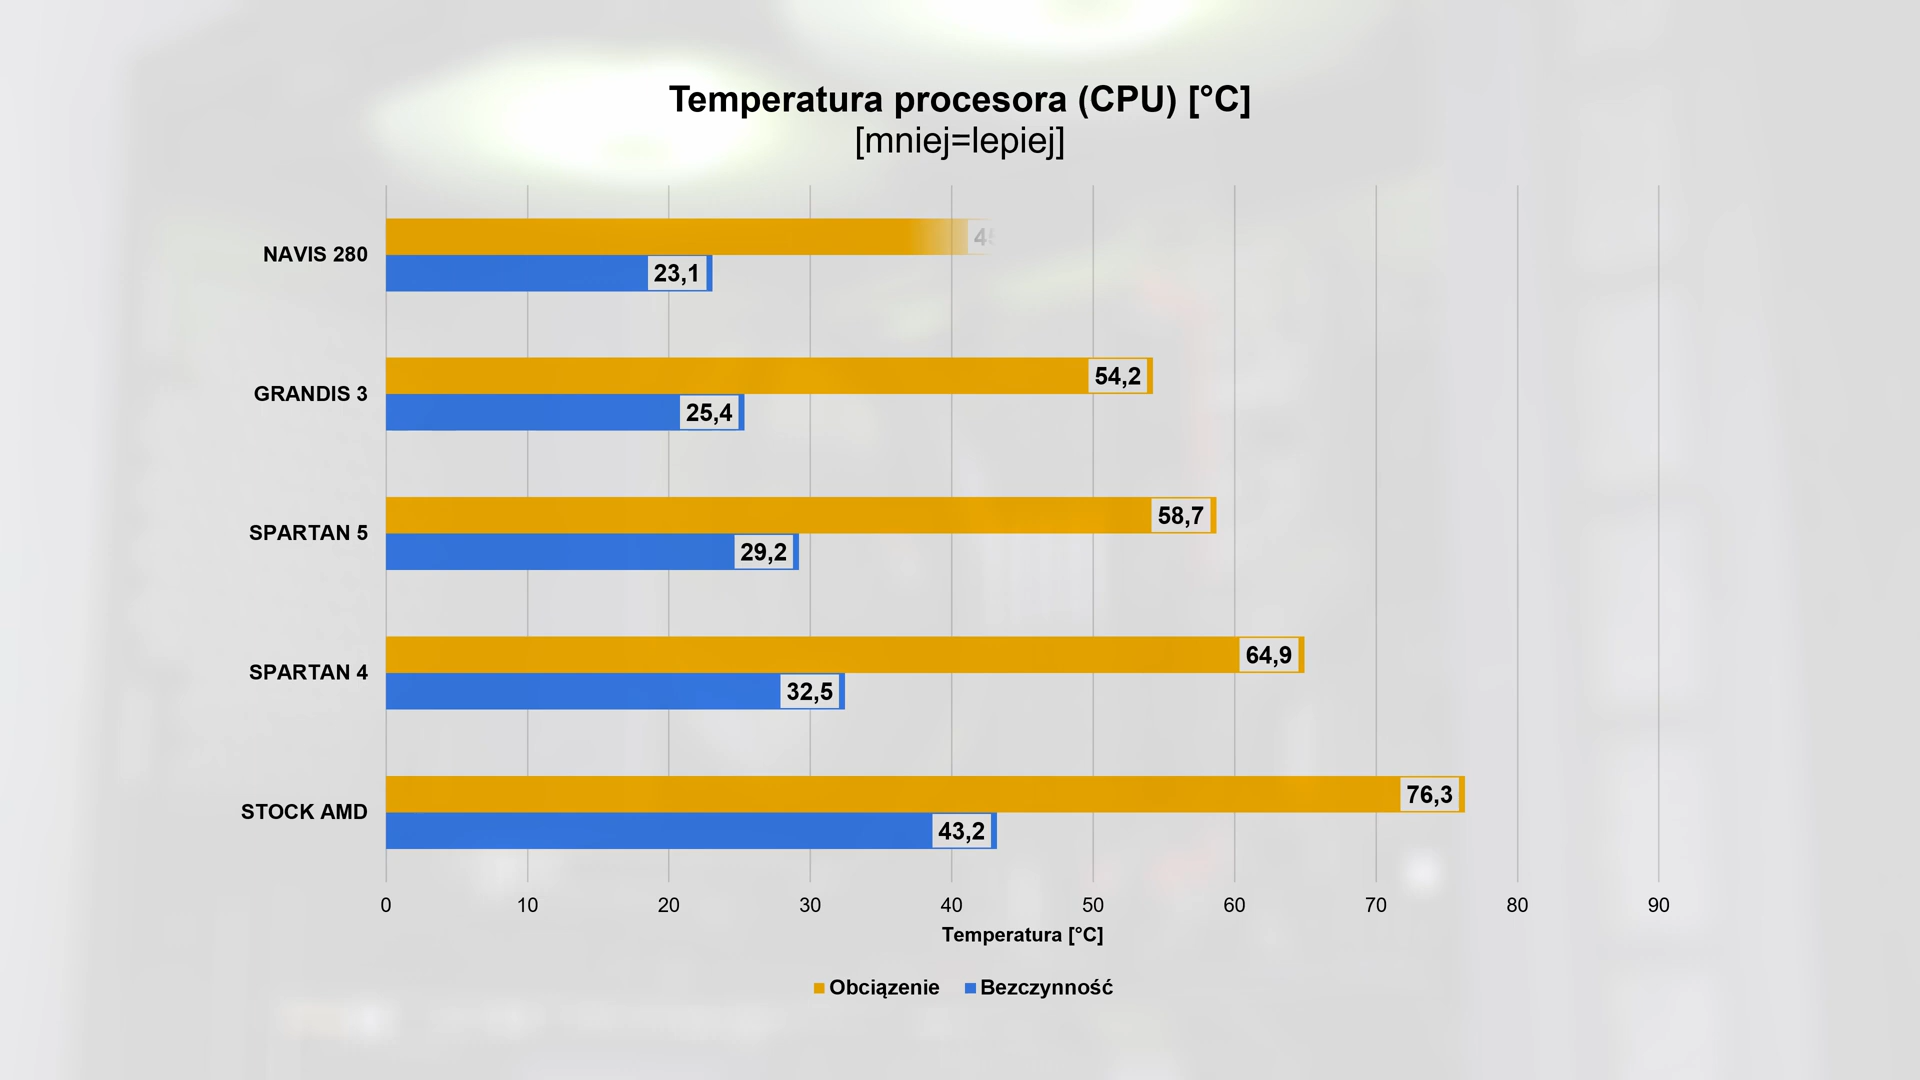 Temperatura procesora (CPU) [°C]
[mniej=lepiej]
NAVIS 280
23,1
GRANDIS 3
54,2
25,4
SPARTAN 5
58,7
29,2
SPARTAN 4
64,9
32,5
STOCK AMD
76,3
43,2
0 10 20 30 40 50 60 70 80 90
Temperatura [°C]
Obciązenie Bezczynność